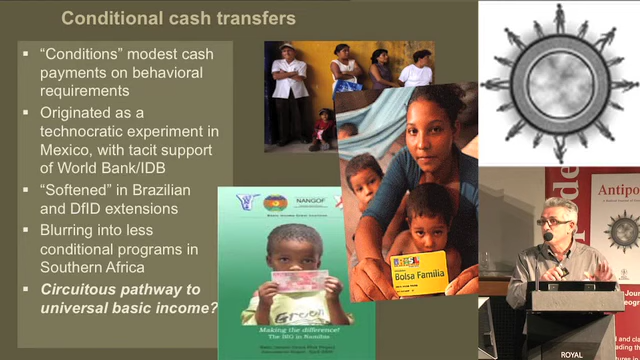 Conditional cash transfers
▪ “Conditions” modest cash
payments on behavioral
requirements
▪ Originated as a
technocratic experiment in
Mexico, with tacit support
of World Bank/IDB
▪ “Softened” in Brazilian
and DfID extensions
▪ Blurring into less
conditional programs in
Southern Africa
▪ Circuitous pathway to
universal basic income?
NANGOF
Making the difference!
The BIG in Namibia
Bolsa Família
Antipo
ROYAL